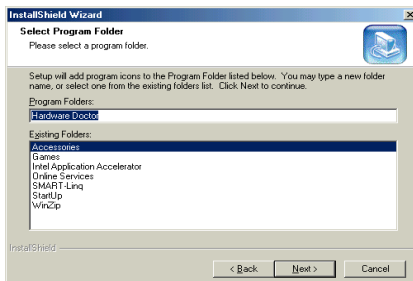 InstallShield Wizard
Select Program Folder
Please select a program folder.
Setup will add program icons to the Program Folder listed below. You may type a new folder
name, or select one from the existing folders list. Click Next to continue.
Program Folders:
Hardware Doctor
Existing Folders:
Accessories
Games
Intel Application Accelerator
Online Services
SMART-Linq
StartUp
WinZip
InstallShield
< Back
Next >
Cancel